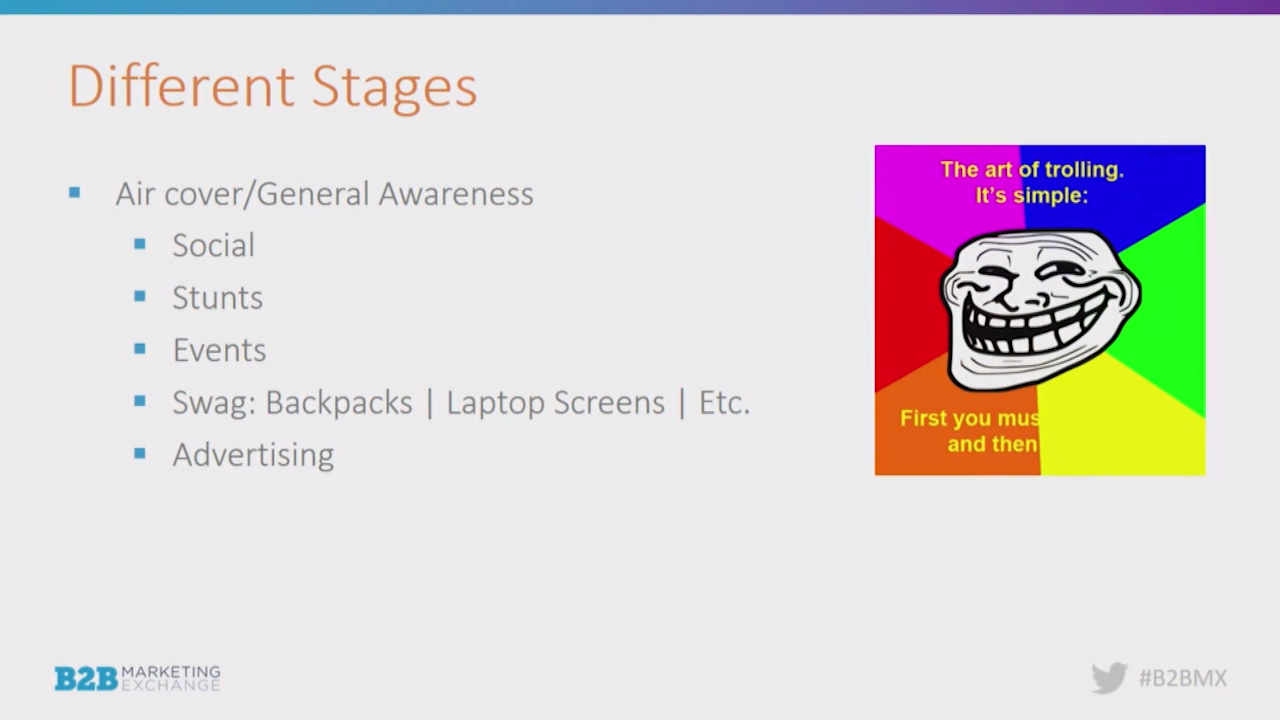 Different Stages
Air cover/General Awareness
Social
Stunts
Events
Swag: Backpacks | Laptop Screens | Etc.
Advertising
The art of trolling.
It's simple:
First you mus
and then
B2B MARKETING
EXCHANGE
#B2BMX